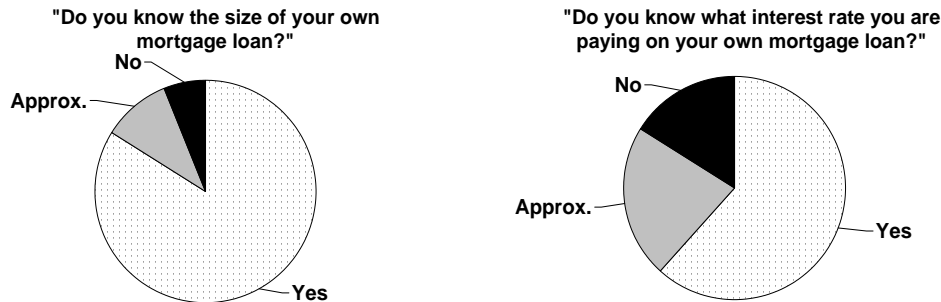 "Do you know the size of your own
mortgage loan?"
No
Approx.
Yes
"Do you know what interest rate you are
paying on your own mortgage loan?"
No
Approx.
Yes